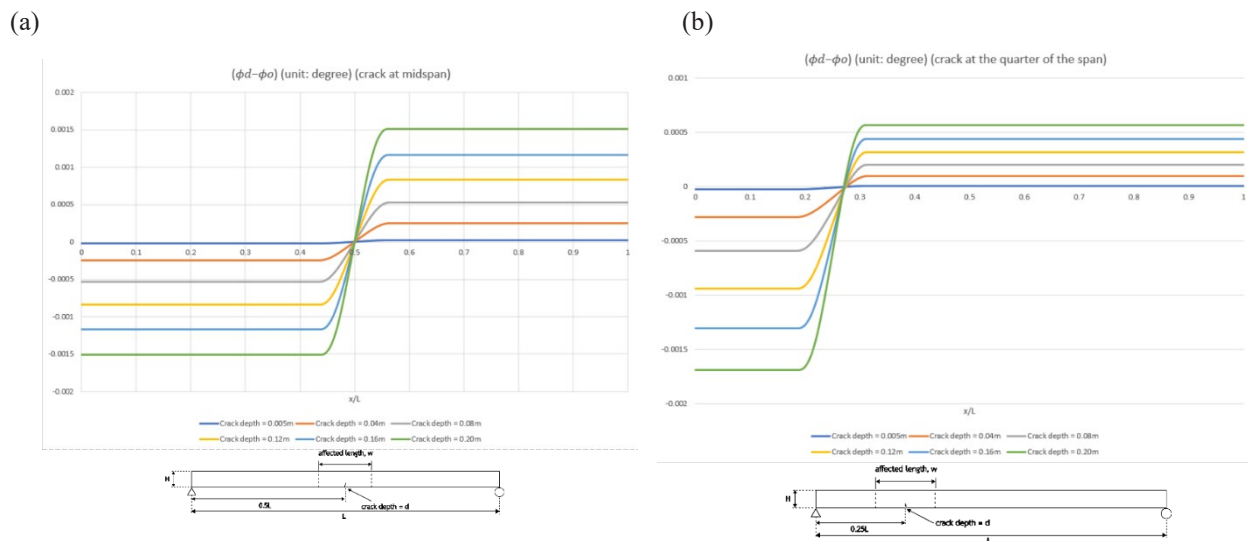 (a)
(𝜙d−𝜙o) (unit: degree) (crack at midspan)
0.002
0.0015
0.001
0.0005
0
0 0.1 0.2 0.3 0.4 0.5 0.6 0.7 0.8 0.9 1
-0.0005
-0.001
-0.0015
-0.002
x/L
Crack depth = 0.005m Crack depth = 0.04m Crack depth = 0.08m
Crack depth = 0.12m Crack depth = 0.16m Crack depth = 0.20m
affected length, w
H
0.5L
crack depth = d
L
(b)
(𝜙d−𝜙o) (unit: degree) (crack at the quarter of the span)
0.001
0.0005
0
0 0.1 0.2 0.3 0.4 0.5 0.6 0.7 0.8 0.9 1
-0.0005
-0.001
-0.0015
-0.002
x/L
Crack depth = 0.005m Crack depth = 0.04m Crack depth = 0.08m
Crack depth = 0.12m Crack depth = 0.16m Crack depth = 0.20m
affected length, w
H
0.25L
crack depth = d